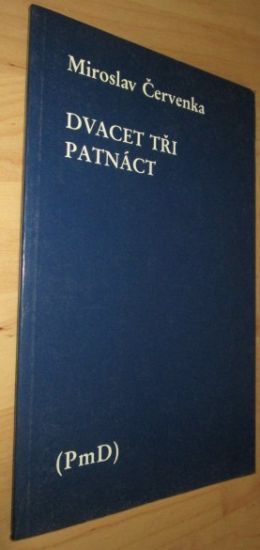 Miroslav Červenka
DVACET TŘI
PATNÁCT
(PmD)